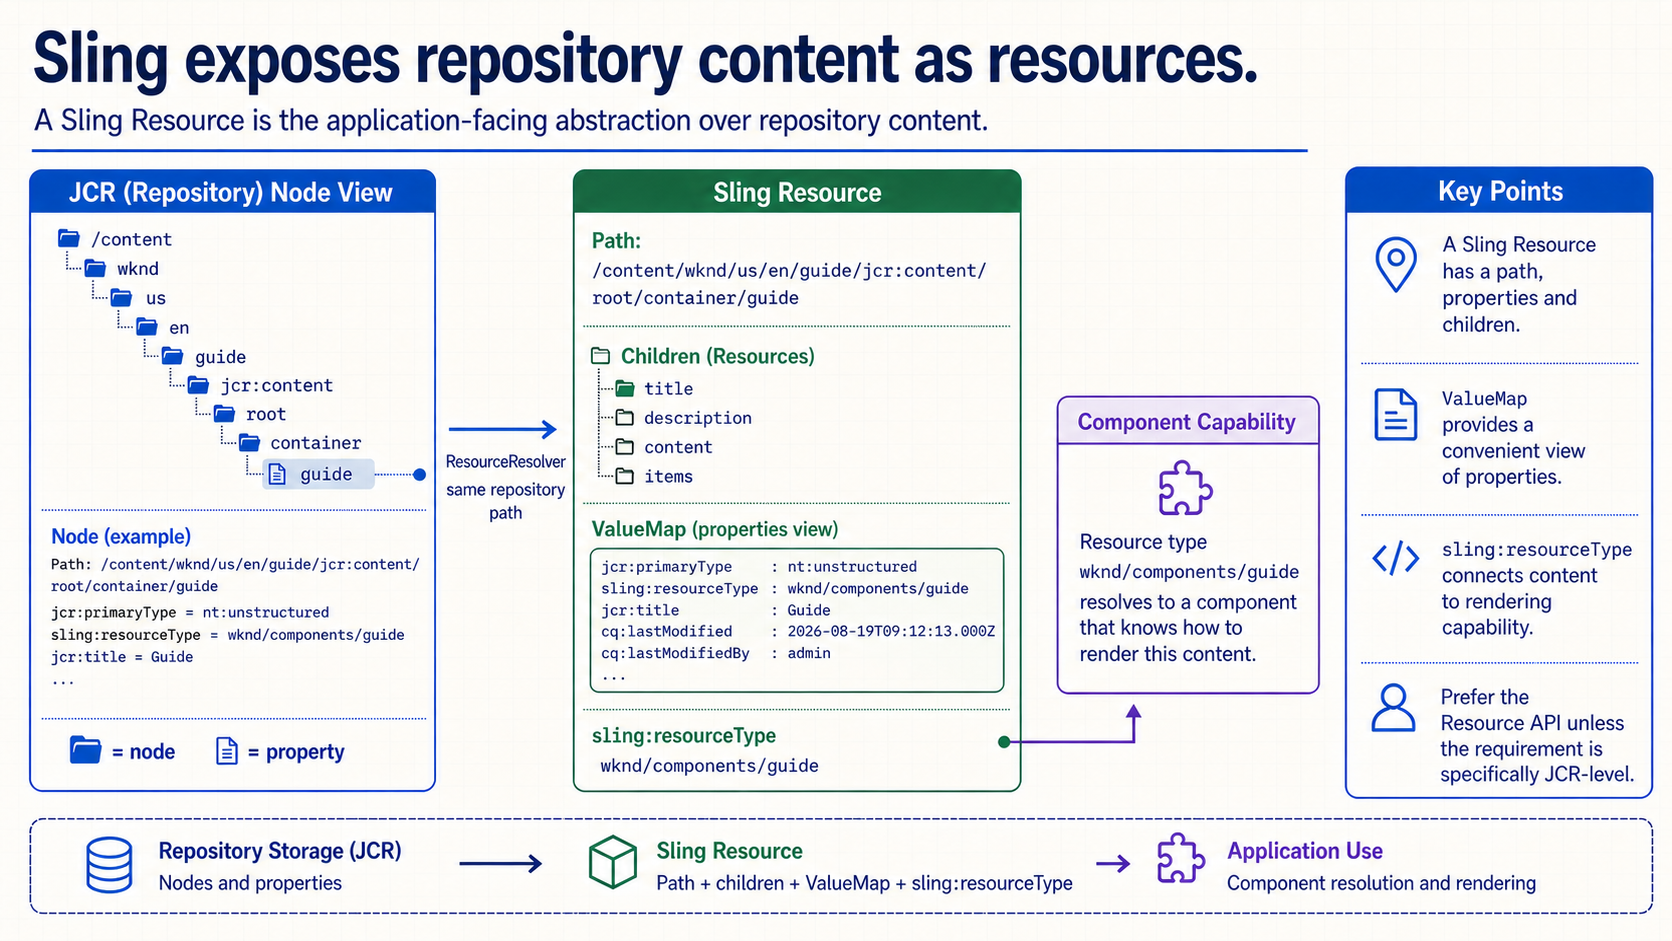 Sling exposes repository content as resources.
A Sling Resource is the application-facing abstraction over repository content.
JCR (Repository) Node View
/content
wknd
us
en
guide
jcr:content
root
container
guide
Node (example)
Path: /content/wknd/us/en/guide/jcr:content/
root/container/guide
jcr:primaryType = nt:unstructured
sling:resourceType = wknd/components/guide
jcr:title = Guide
...
= node
= property
ResourceResolver
same repository
path
Sling Resource
Path:
/content/wknd/us/en/guide/jcr:content/
root/container/guide
Children (Resources)
title
description
content
items
ValueMap (properties view)
jcr:primaryType : nt:unstructured
sling:resourceType : wknd/components/guide
jcr:title : Guide
cq:lastModified : 2026-08-19T09:12:13.000Z
cq:lastModifiedBy : admin
...
sling:resourceType
wknd/components/guide
Component Capability
Resource type
wknd/components/guide
resolves to a component
that knows how to
render this content.
Key Points
A Sling Resource
has a path,
properties and
children.
ValueMap
provides a
convenient view
of properties.
sling:resourceType
connects content
to rendering
capability.
Prefer the
Resource API unless
the requirement is
specifically JCR-level.
Repository Storage (JCR)
Nodes and properties
Sling Resource
Path + children + ValueMap + sling:resourceType
Application Use
Component resolution and rendering